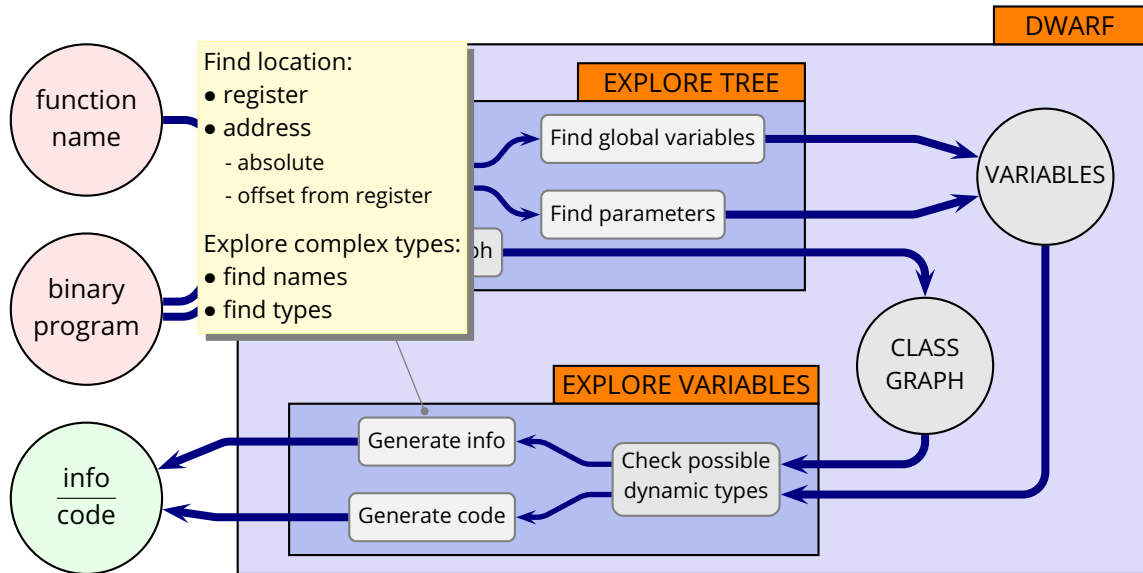 DWARF
function
name
Find location:
● register
● address
- absolute
- offset from register
Explore complex types:
● find names
● find types
EXPLORE TREE
Find global variables
Find parameters
VARIABLES
binary
program
CLASS
GRAPH
EXPLORE VARIABLES
Generate info
Check possible
dynamic types
Generate code
info
code